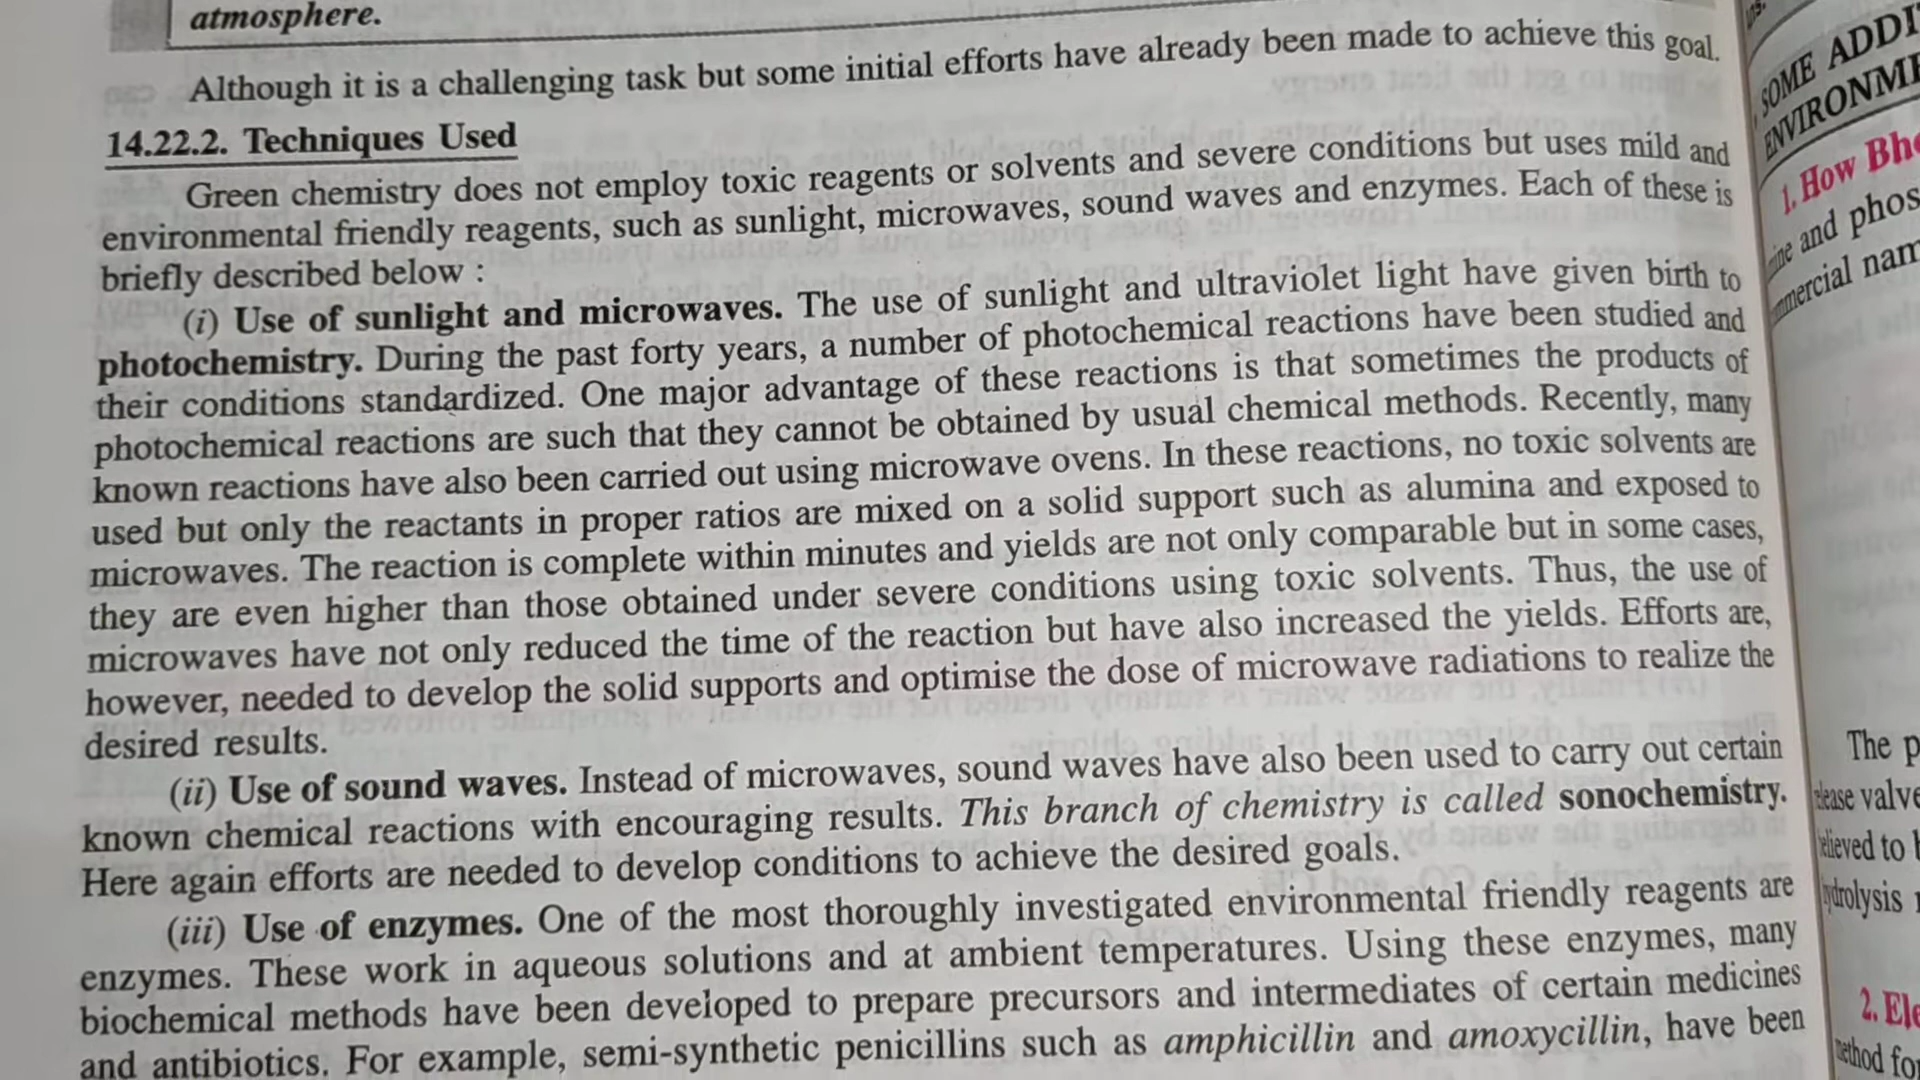 atmosphere.
Although it is a challenging task but some initial efforts have already been made to achieve this goal.
14.22.2. Techniques Used
Green chemistry does not employ toxic reagents or solvents and severe conditions but uses mild and
environmental friendly reagents, such as sunlight, microwaves, sound waves and enzymes. Each of these is
briefly described below :
(i) Use of sunlight and microwaves. The use of sunlight and ultraviolet light have given birth to
photochemistry. During the past forty years, a number of photochemical reactions have been studied and
their conditions standardized. One major advantage of these reactions is that sometimes the products of
photochemical reactions are such that they cannot be obtained by usual chemical methods. Recently, many
known reactions have also been carried out using microwave ovens. In these reactions, no toxic solvents are
used but only the reactants in proper ratios are mixed on a solid support such as alumina and exposed to
microwaves. The reaction is complete within minutes and yields are not only comparable but in some cases,
they are even higher than those obtained under severe conditions using toxic solvents. Thus, the use of
microwaves have not only reduced the time of the reaction but have also increased the yields. Efforts are,
however, needed to develop the solid supports and optimise the dose of microwave radiations to realize the
desired results.
(ii) Use of sound waves. Instead of microwaves, sound waves have also been used to carry out certain
known chemical reactions with encouraging results. This branch of chemistry is called sonochemistry.
Here again efforts are needed to develop conditions to achieve the desired goals.
(iii) Use of enzymes. One of the most thoroughly investigated environmental friendly reagents are
enzymes. These work in aqueous solutions and at ambient temperatures. Using these enzymes, many
biochemical methods have been developed to prepare precursors and intermediates of certain medicines
and antibiotics. For example, semi-synthetic penicillins such as amphicillin and amoxycillin, have been
SOME ADDI
ENVIRONME
1. How Bho
and phos
nam
The p
valve
to
2. Ele